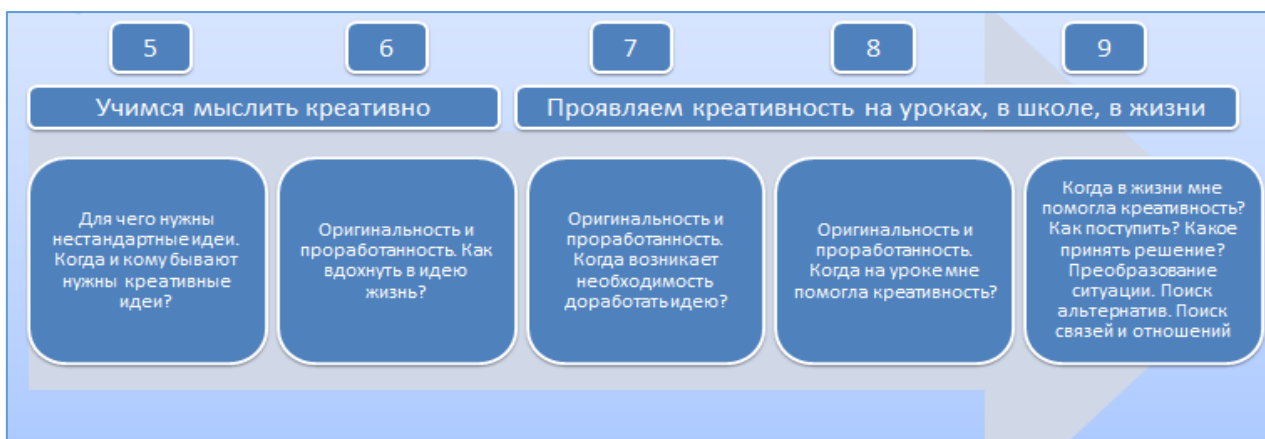 5
6
7
8
9
Учимся мыслить креативно
Проявляем креативность на уроках, в школе, в жизни
Для чего нужны
нестандартные идеи.
Когда и кому бывают
нужны креативные
идеи?
Оригинальность и
проработанность. Как
вдохнуть в идею
жизнь?
Оригинальность и
проработанность.
Когда возникает
необходимость
доработать идею?
Оригинальность и
проработанность.
Когда на уроке мне
помогла креативность?
Когда в жизни мне
помогла креативность?
Как поступить? Какое
принять решение?
Преобразование
ситуации. Поиск
альтернатив. Поиск
связей и отношений